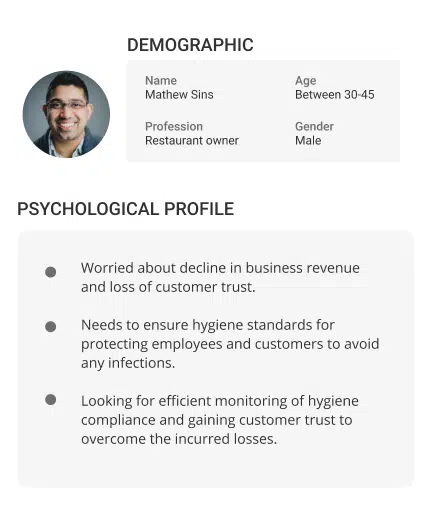 DEMOGRAPHIC
Name
Mathew Sins
Age
Between 30-45
Profession
Restaurant owner
Gender
Male
PSYCHOLOGICAL PROFILE
Worried about decline in business revenue
and loss of customer trust.
Needs to ensure hygiene standards for
protecting employees and customers to avoid
any infections.
Looking for efficient monitoring of hygiene
compliance and gaining customer trust to
overcome the incurred losses.